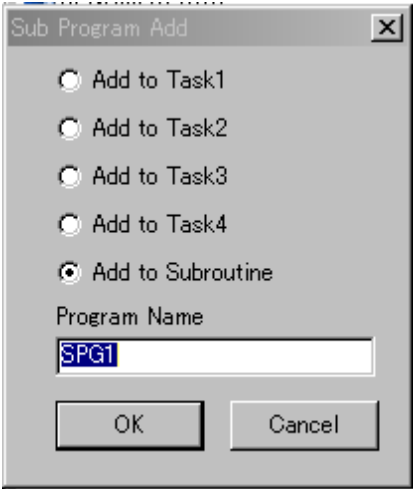 Sub Program Add
Add to Task1
Add to Task2
Add to Task3
Add to Task4
Add to Subroutine
Program Name
SPG1
OK Cancel